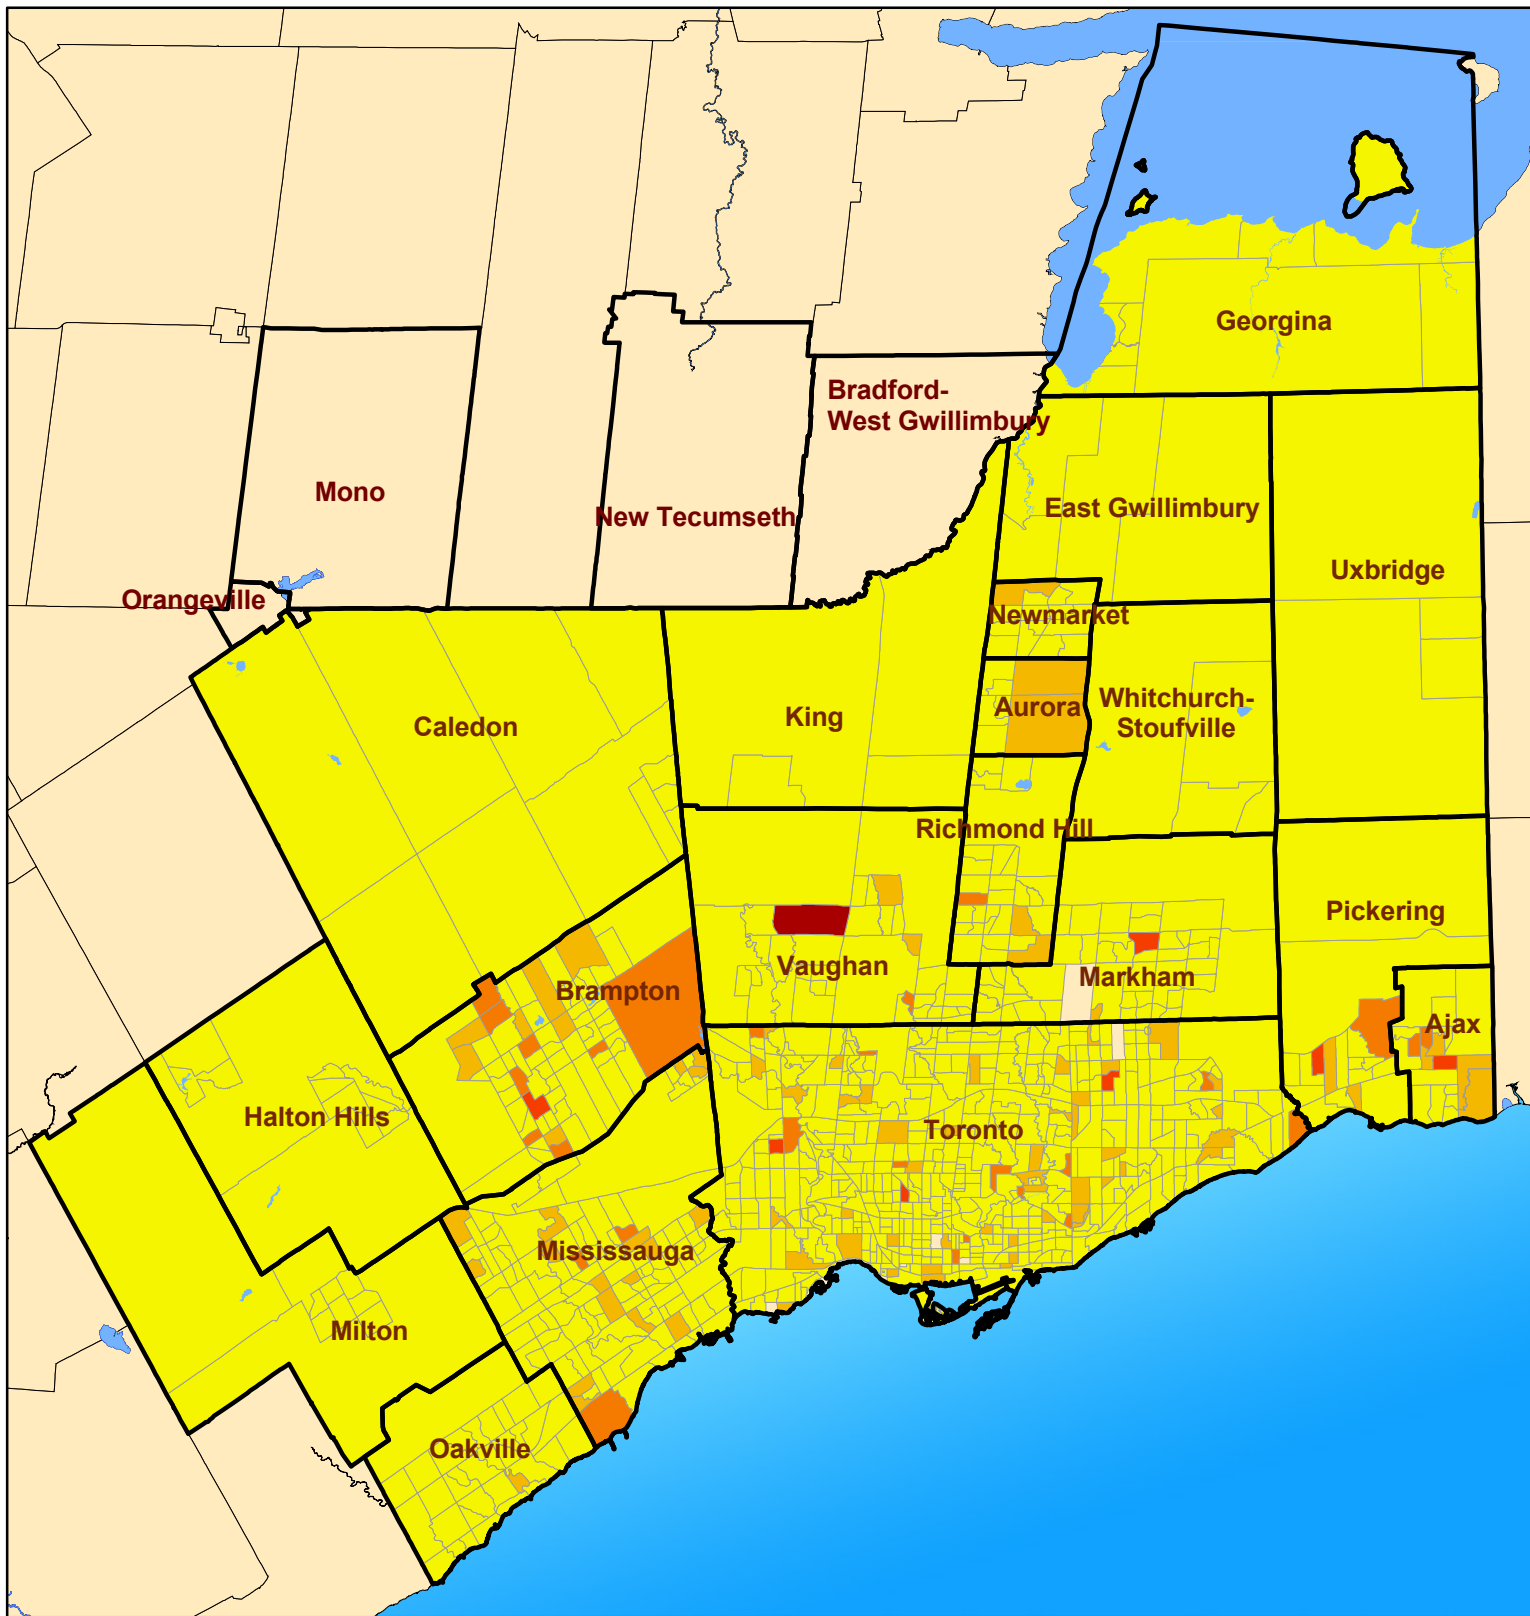 Georgina
Bradford-
West Gwillimbury
Mono
New Tecumseth
East Gwillimbury
Uxbridge
Orangeville
Newmarket
Caledon
King
Aurora
Whitchurch-
Stoufville
Richmond Hill
Pickering
Vaughan
Markham
Brampton
Ajax
Halton Hills
Toronto
Mississauga
Milton
Oakville